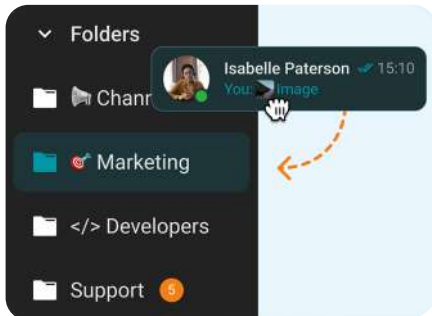 Folders
Isabelle Paterson 15:10
You: Image
Chann
Marketing
</> Developers
Support 5